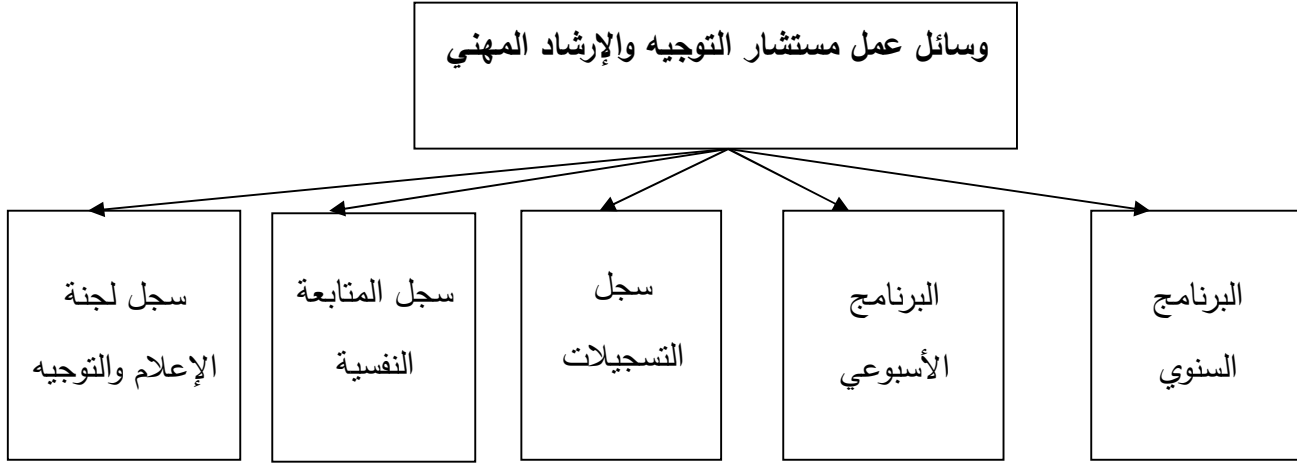 وسائل عمل مستشار التوجيه والإرشاد المهني
البرنامج
السنوي
البرنامج
الأسبوعي
سجل
التسجيلات
سجل المتابعة
النفسية
سجل لجنة
الإعلام والتوجيه